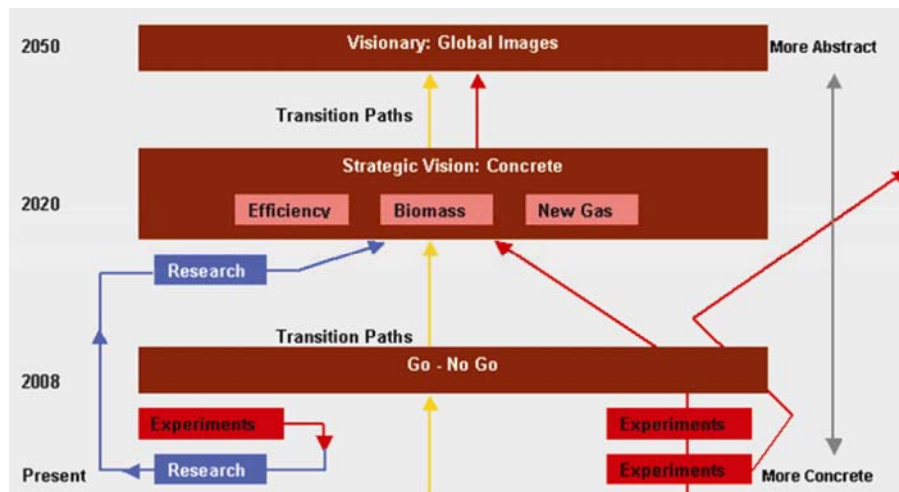 2050
Visionary: Global Images
More Abstract
Transition Paths
Strategic Vision: Concrete
2020
Efficiency
Biomass
New Gas
Research
Transition Paths
Go - No Go
2008
Experiments
Experiments
Present
Research
Experiments
More Concrete